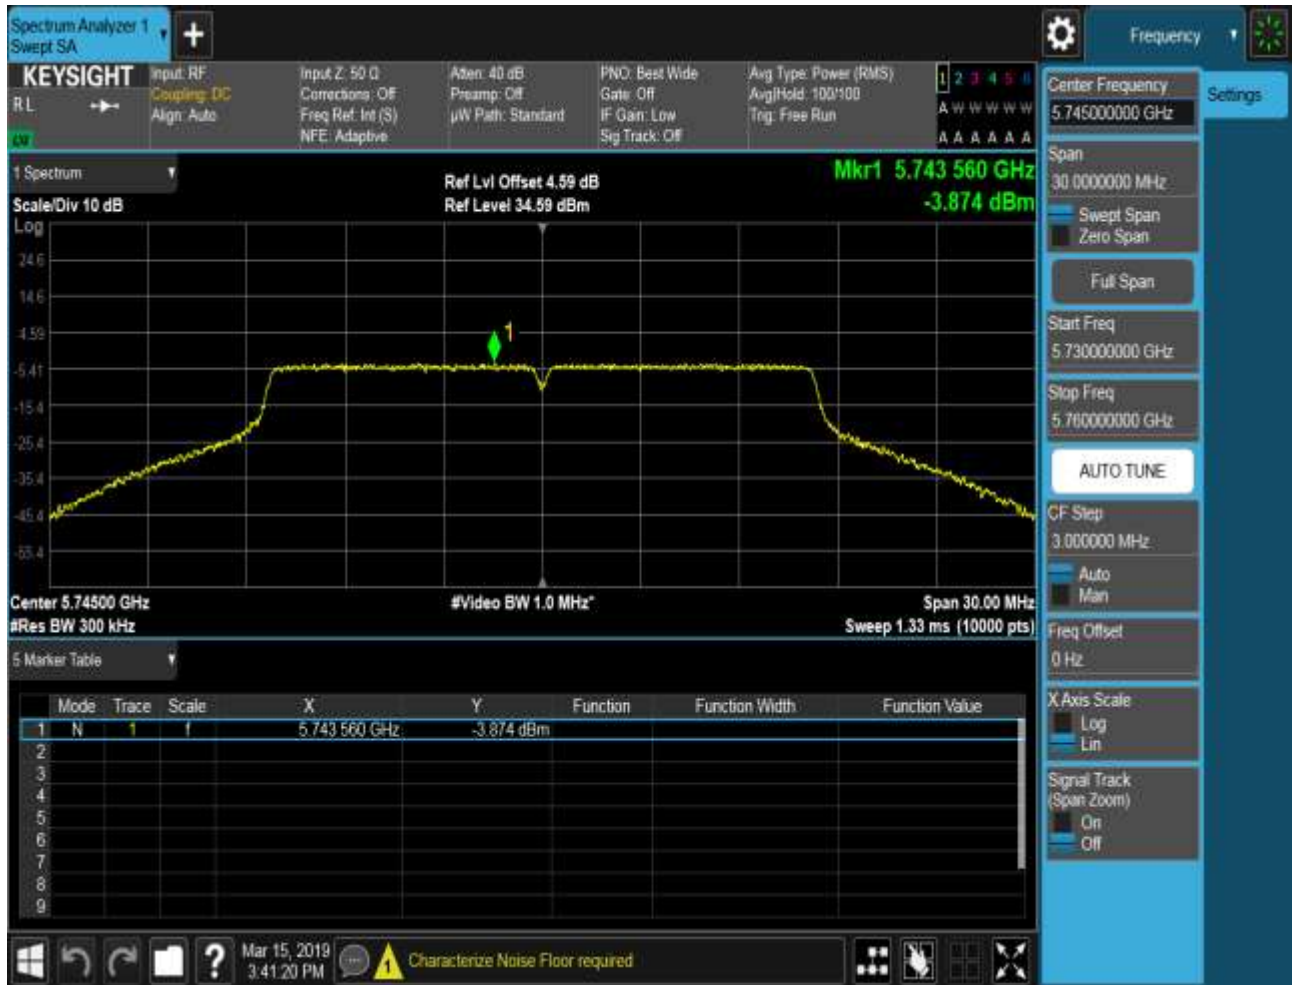 Spectrum Analyzer 1
Swept SA
Frequency
KEYSIGHT
RL
Input: RF
Coupling: DC
Align: Auto
Input Z: 50 Ω
Corrections: Off
Freq Ref: Int (S)
NFE: Adaptive
Atten: 40 dB
Preamp: Off
µW Path: Standard
PNO: Best Wide
Gate: Off
IF Gain: Low
Sig Track: Off
Avg Type: Power (RMS)
Avg|Hold: 100/100
Trig: Free Run
1 2 3 4 5 6
A W W W W W
A A A A A A
1 Spectrum
Scale/Div 10 dB
Ref Lvl Offset 4.59 dB
Ref Level 34.59 dBm
Mkr1 5.743 560 GHz
-3.874 dBm
Log
24.6
14.6
4.59
-5.41
-15.4
-25.4
-35.4
-45.4
-55.4
1
Center 5.74500 GHz
#Video BW 1.0 MHz*
Span 30.00 MHz
#Res BW 300 kHz
Sweep 1.33 ms (10000 pts)
5 Marker Table
Mode Trace Scale X Y Function Function Width Function Value
1 N 1 f 5.743 560 GHz -3.874 dBm
2
3
4
5
6
7
8
9
Center Frequency
5.745000000 GHz
Settings
Span
30.0000000 MHz
Swept Span
Zero Span
Full Span
Start Freq
5.730000000 GHz
Stop Freq
5.760000000 GHz
AUTO TUNE
CF Step
3.000000 MHz
Auto
Man
Freq Offset
0 Hz
X Axis Scale
Log
Lin
Signal Track
(Span Zoom)
On
Off
?
Mar 15, 2019
3:41:20 PM
1
Characterize Noise Floor required